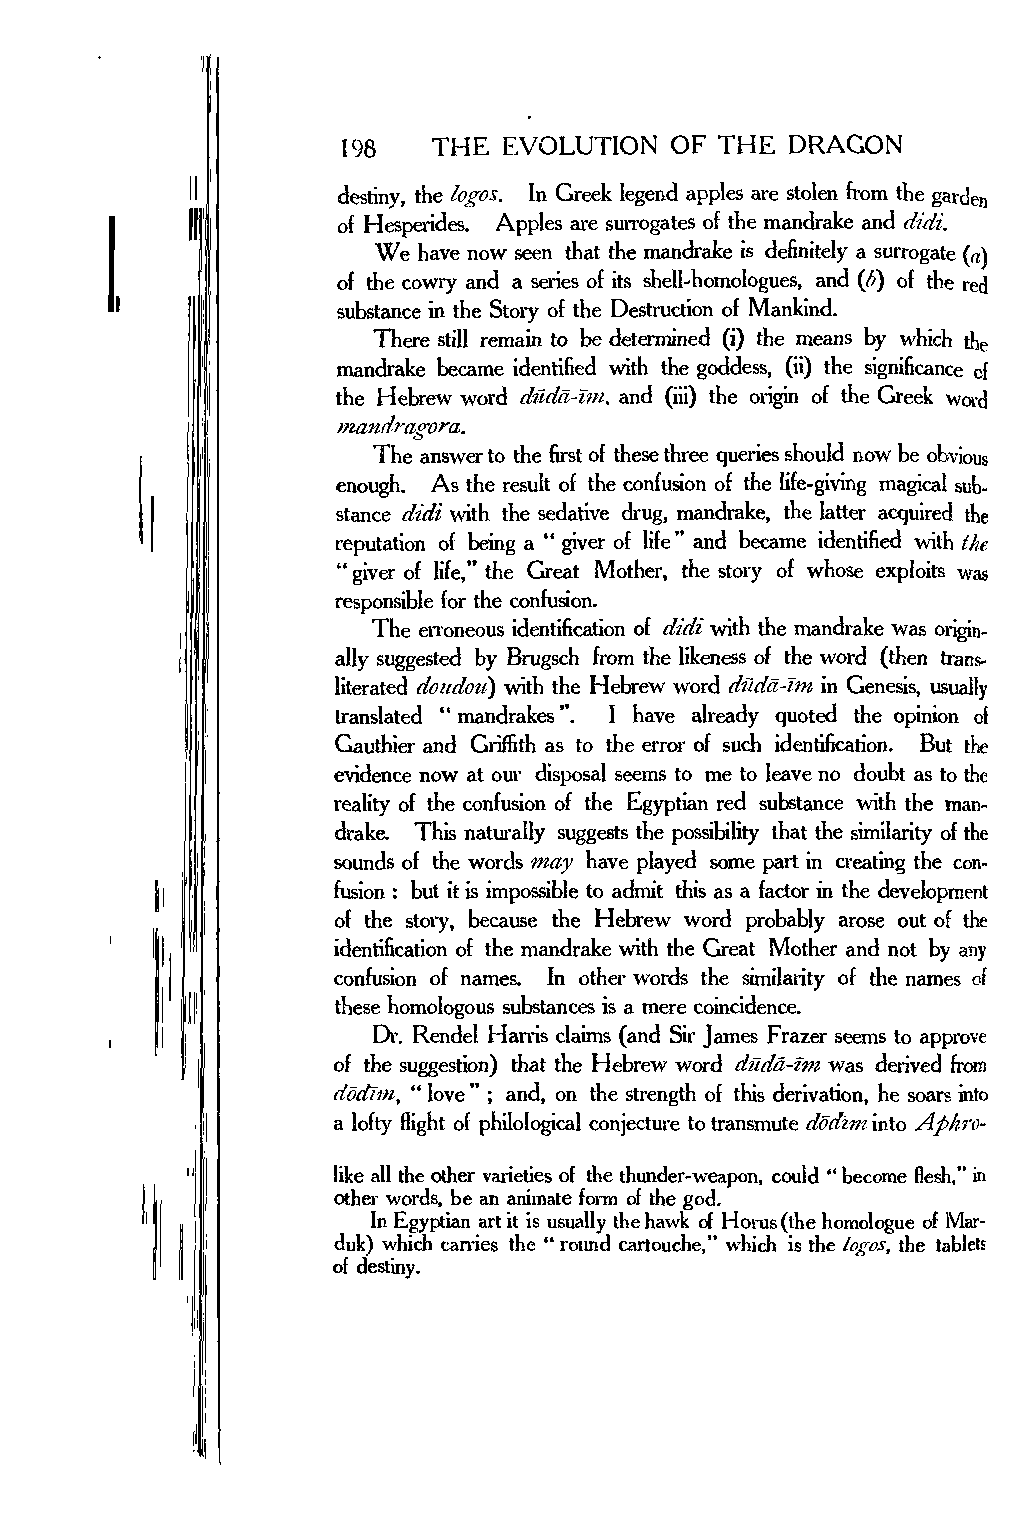 198 THE EVOLUTION OF THE DRAGON
destiny, the logos. In Greek legend apples are stolen from the garden
of Hesperides. Apples are surrogates of the mandrake and didi.
We have now seen that the mandrake is definitely a surrogate (a)
of the cowry and a series of its shell-homologues, and (b) of the red
substance in the Story of the Destruction of Mankind.
There still remain to be determined (i) the means by which the
mandrake became identified with the goddess, (ii) the significance of
the Hebrew word dūdā-īm, and (iii) the origin of the Greek word
mandragora.
The answer to the first of these three queries should now be obvious
enough. As the result of the confusion of the life-giving magical sub-
stance didi with the sedative drug, mandrake, the latter acquired the
reputation of being a “ giver of life ” and became identified with the
“ giver of life,” the Great Mother, the story of whose exploits was
responsible for the confusion.
The erroneous identification of didi with the mandrake was origin-
ally suggested by Brugsch from the likeness of the word (then trans-
literated doudou) with the Hebrew word dūdā-īm in Genesis, usually
translated “ mandrakes ”. I have already quoted the opinion of
Gauthier and Griffith as to the error of such identification. But the
evidence now at our disposal seems to me to leave no doubt as to the
reality of the confusion of the Egyptian red substance with the man-
drake. This naturally suggests the possibility that the similarity of the
sounds of the words may have played some part in creating the con-
fusion : but it is impossible to admit this as a factor in the development
of the story, because the Hebrew word probably arose out of the
identification of the mandrake with the Great Mother and not by any
confusion of names. In other words the similarity of the names of
these homologous substances is a mere coincidence.
Dr. Rendel Harris claims (and Sir James Frazer seems to approve
of the suggestion) that the Hebrew word dūdā-īm was derived from
dōdīm, “ love ” ; and, on the strength of this derivation, he soars into
a lofty flight of philological conjecture to transmute dōdīm into Aphro-
like all the other varieties of the thunder-weapon, could “ become flesh,” in
other words, be an animate form of the god.
In Egyptian art it is usually the hawk of Horus (the homologue of Mar-
duk) which carries the “ round cartouche,” which is the logos, the tablets
of destiny.